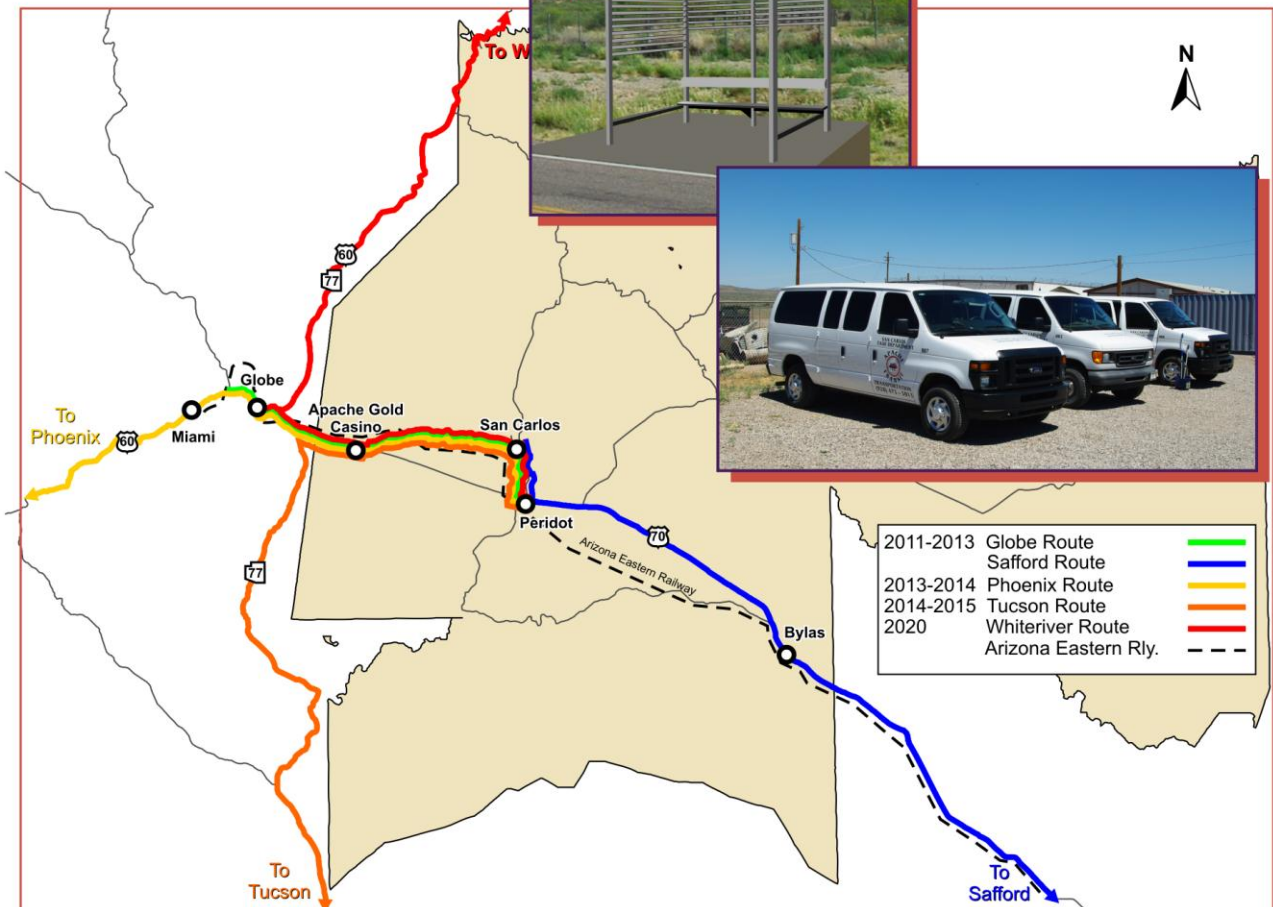 To W
N
60
77
Globe
To
Phoenix
60
Miami
Apache Gold
Casino
San Carlos
Peridot
70
Arizona Eastern Railway
77
Bylas
2011-2013 Globe Route
Safford Route
2013-2014 Phoenix Route
2014-2015 Tucson Route
2020 Whiteriver Route
Arizona Eastern Rly.
To
Tucson
To
Safford